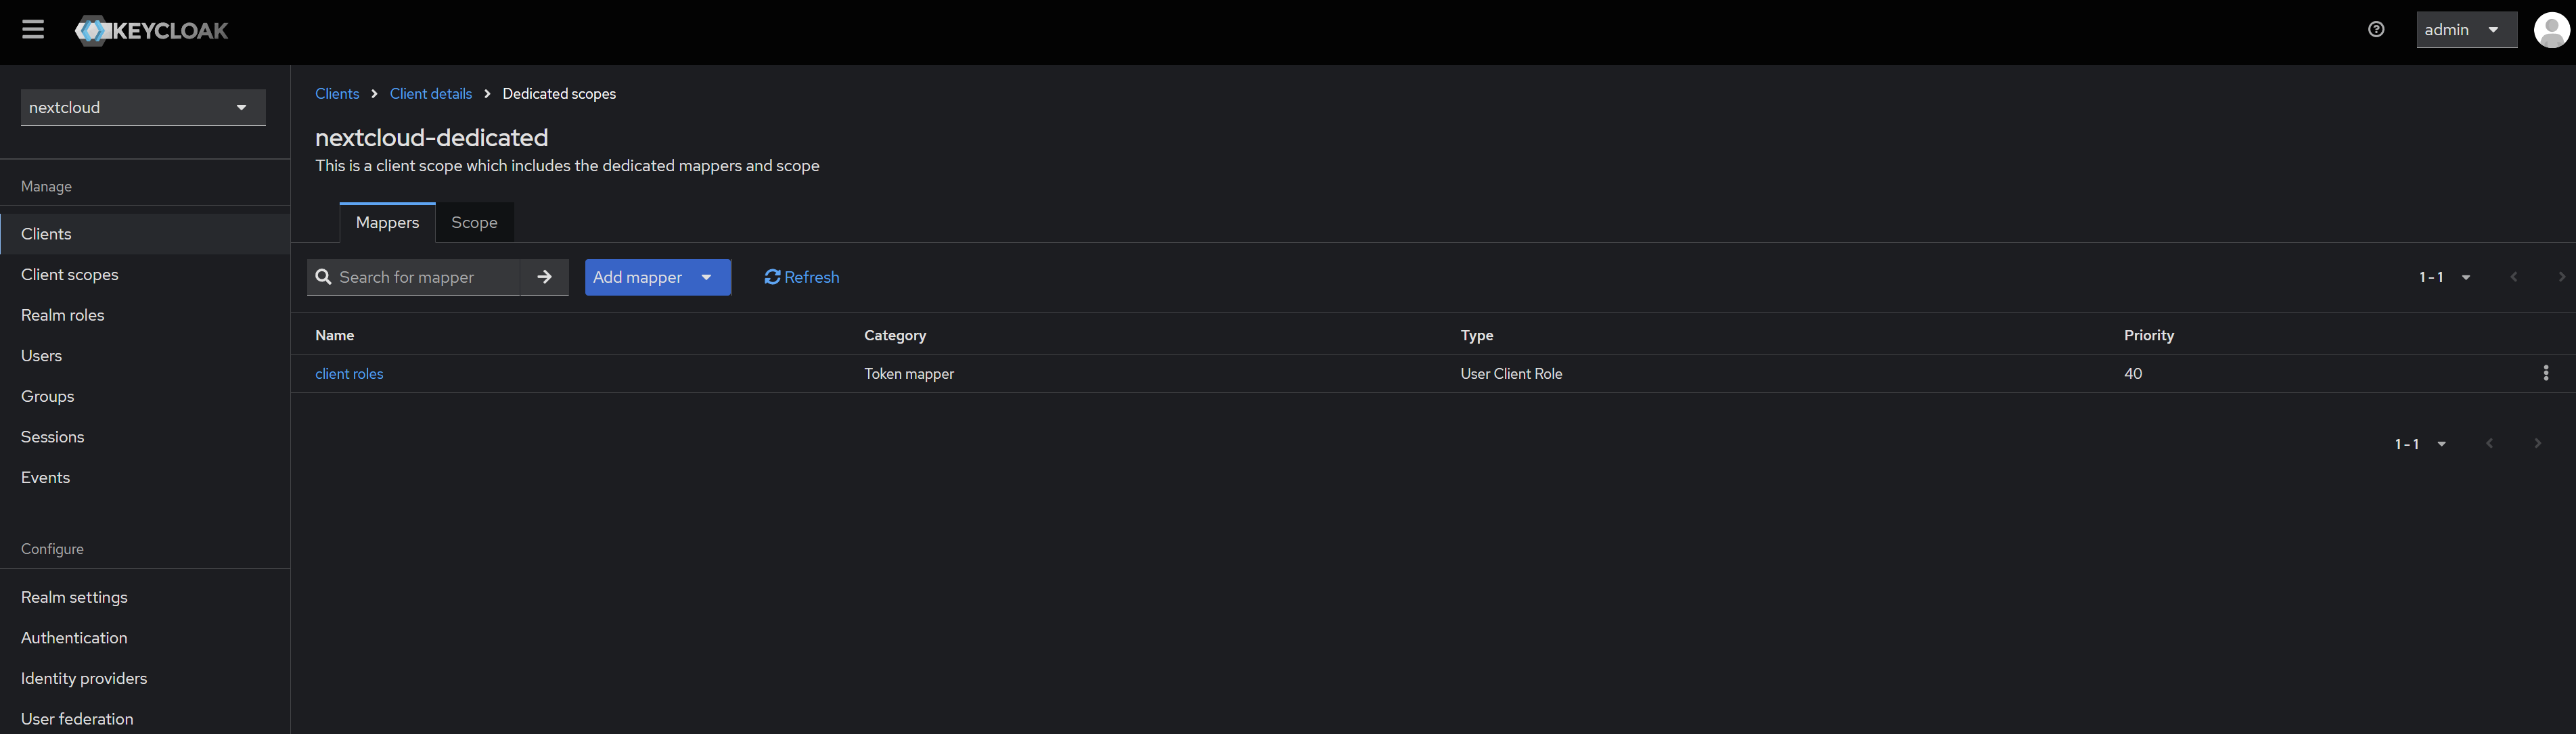 KEYCLOAK
admin
nextcloud
Manage
Clients
Client scopes
Realm roles
Users
Groups
Sessions
Events
Configure
Realm settings
Authentication
Identity providers
User federation
Clients Client details Dedicated scopes
nextcloud-dedicated
This is a client scope which includes the dedicated mappers and scope
Mappers Scope
Search for mapper Add mapper Refresh 1 - 1
Name Category Type Priority
client roles Token mapper User Client Role 40
1 - 1